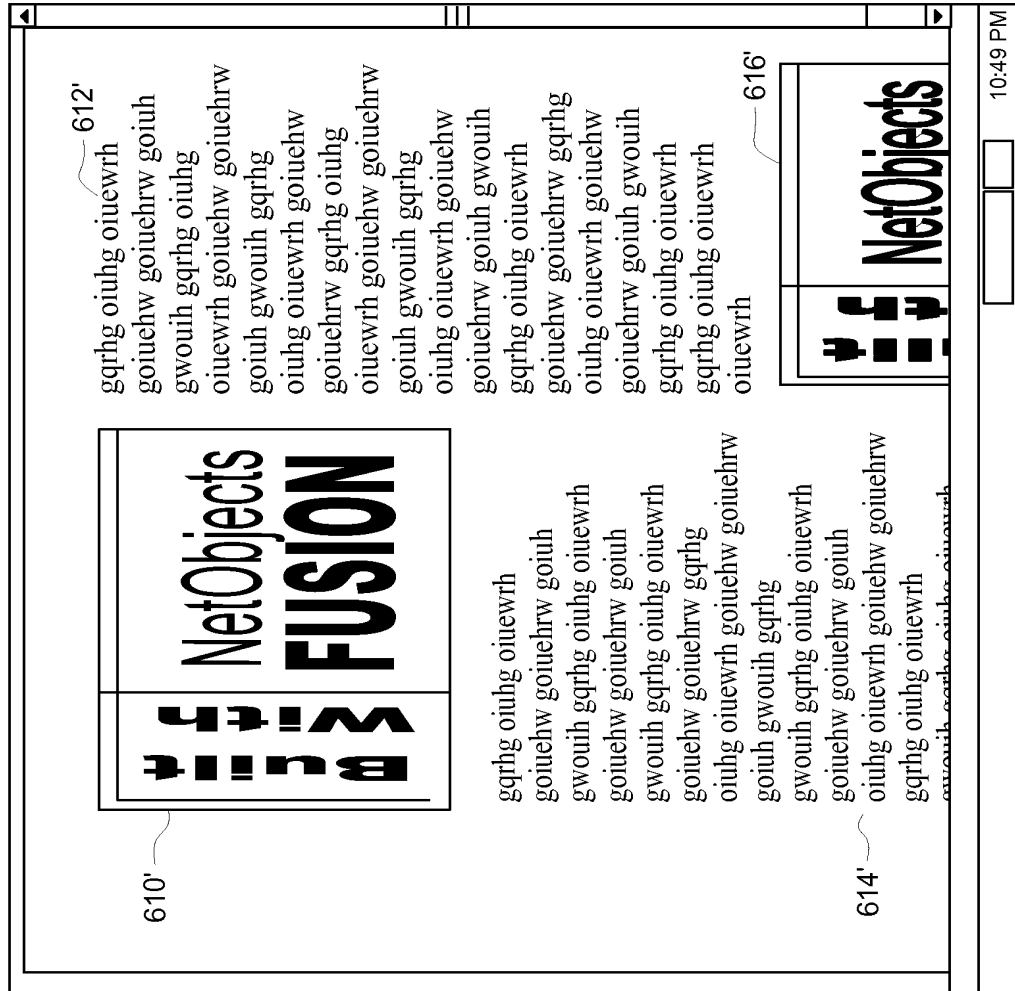 610'
Built
With
NetObjects
FUSION
612'
gqrhg oiuhg oiuewrh
goiuehw goiuehrw goiuh
gwouih gqrhg oiuhg
oiuewrh goiuehw goiuehrw
goiuh gwouih gqrhg
oiuhg oiuewrh goiuehw
goiuehrw gqrhg oiuhg
oiuewrh goiuehw goiuehrw
goiuh gwouih gqrhg
oiuhg oiuewrh goiuehw
goiuehrw goiuh gwouih
gqrhg oiuhg oiuewrh
goiuehw goiuehrw gqrhg
oiuhg oiuewrh goiuehw
goiuehrw goiuh gwouih
gqrhg oiuhg oiuewrh
gqrhg oiuhg oiuewrh
oiuewrh
614'
gqrhg oiuhg oiuewrh
goiuehw goiuehrw goiuh
gwouih gqrhg oiuhg oiuewrh
goiuehw goiuehrw goiuh
gwouih gqrhg oiuhg oiuewrh
goiuehw goiuehrw gqrhg
oiuhg oiuewrh goiuehw goiuehrw
goiuh gwouih gqrhg
gwouih gqrhg oiuhg oiuewrh
goiuehw goiuehrw goiuh
oiuhg oiuewrh goiuehw goiuehrw
gqrhg oiuhg oiuewrh
gwouih gqrhg oiuhg oiuewrh
616'
NetObjects
10:49 PM